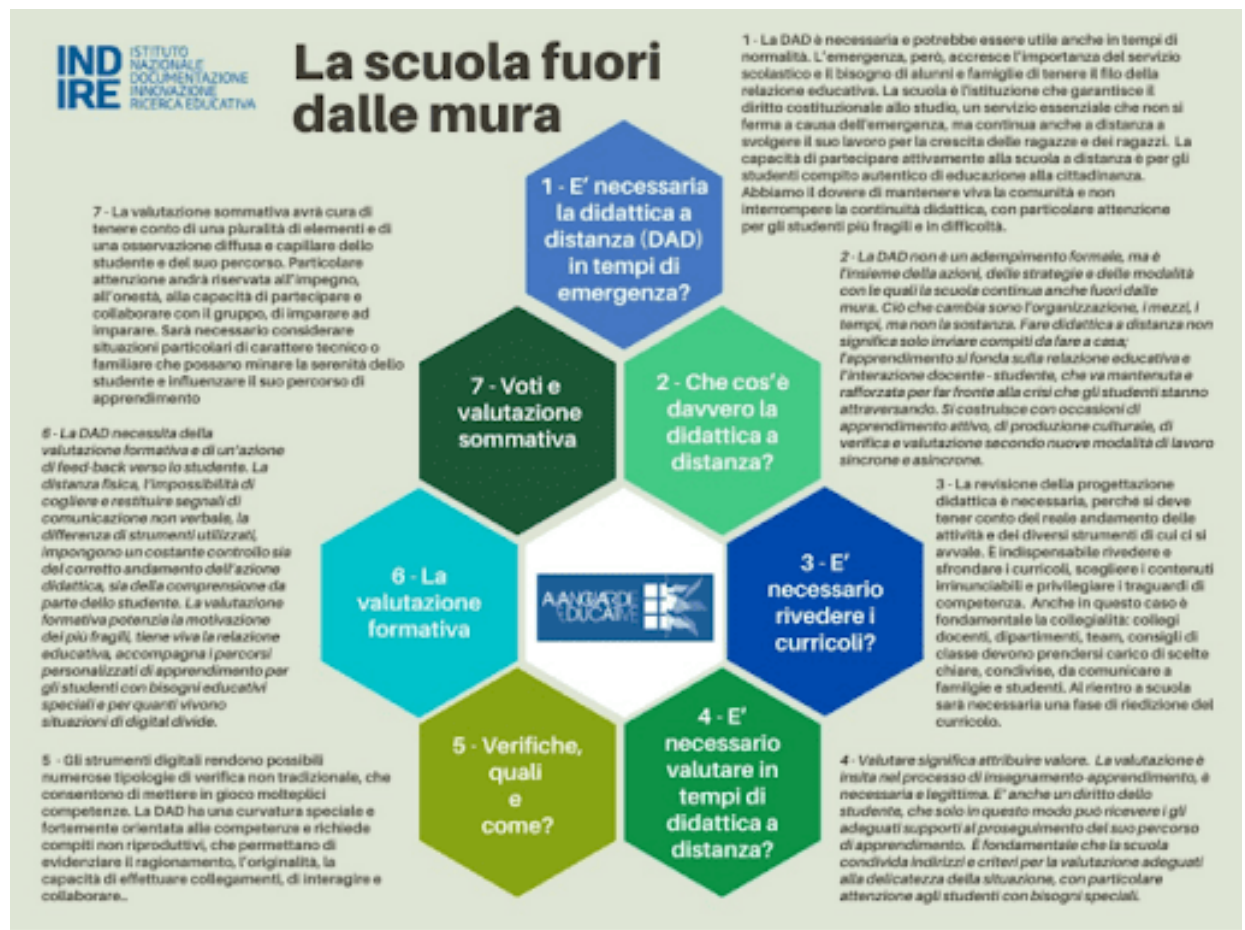 IND
IRE
ISTITUTO
NAZIONALE
DOCUMENTAZIONE
INNOVAZIONE
RICERCA EDUCATIVA
La scuola fuori
dalle mura
1 - La DAD è necessaria e potrebbe essere utile anche in tempi di
normalità. L'emergenza, però, accresce l'importanza del servizio
scolastico e il bisogno di alunni e famiglie di tenere il filo della
relazione educativa. La scuola è l'istituzione che garantisce il
diritto costituzionale allo studio, un servizio essenziale che non si
ferma a causa dell'emergenza, ma continua anche a distanza a
svolgere il suo lavoro per la crescita delle ragazze e dei ragazzi. La
capacità di partecipare attivamente alla scuola a distanza è per gli
studenti compito autentico di educazione alla cittadinanza.
Abbiamo il dovere di mantenere viva la comunità e non
interrompere la continuità didattica, con particolare attenzione
per gli studenti più fragili e in difficoltà.
1 - E' necessaria
la didattica a
distanza (DAD)
in tempi di
emergenza?
2 - La DAD non è un adempimento formale, ma è
l'insieme della azioni, delle strategie e delle modalità
con le quali la scuola continua anche fuori dalle
mura. Ciò che cambia sono l'organizzazione, i mezzi, i
tempi, ma non la sostanza. Fare didattica a distanza non
significa solo inviare compiti da fare a casa;
l'apprendimento si fonda sulla relazione educativa e
l'interazione docente - studente, che va mantenuta e
rafforzata per far fronte alla crisi che gli studenti stanno
attraversando. Si costruisce con occasioni di
apprendimento attivo, di produzione culturale, di
verifica e valutazione secondo nuove modalità di lavoro
sincrone e asincrone.
2 - Che cos'è
davvero la
didattica a
distanza?
3 - La revisione della progettazione
didattica è necessaria, perché si deve
tener conto del reale andamento delle
attività e dei diversi strumenti di cui ci si
avvale. È indispensabile rivedere e
sfrondare i curricoli, scegliere i contenuti
irrinunciabili e privilegiare i traguardi di
competenza. Anche in questo caso è
fondamentale la collegialità: collegi
docenti, dipartimenti, team, consigli di
classe devono prendersi carico di scelte
chiare, condivise, da comunicare a
familgie e studenti. Al rientro a scuola
sarà necessaria una fase di riedizione del
curricolo.
3 - E'
necessario
rivedere i
curricoli?
4 - Valutare significa attribuire valore. La valutazione è
insita nel processo di insegnamento-apprendimento, è
necessaria e legittima. E' anche un diritto dello
studente, che solo in questo modo può ricevere i gli
adeguati supporti al proseguimento del suo percorso
di apprendimento. È fondamentale che la scuola
condivida indirizzi e criteri per la valutazione adeguati
alla delicatezza della situazione, con particolare
attenzione agli studenti con bisogni speciali.
4 - E'
necessario
valutare in
tempi di
didattica a
distanza?
5 - Gli strumenti digitali rendono possibili
numerose tipologie di verifica non tradizionale, che
consentono di mettere in gioco molteplici
competenze. La DAD ha una curvatura speciale e
fortemente orientata alle competenze e richiede
compiti non riproduttivi, che permettano di
evidenziare il ragionamento, l'originalità, la
capacità di effettuare collegamenti, di interagire e
collaborare..
5 - Verifiche,
quali
e
come?
6 - La DAD necessita della
valutazione formativa e di un'azione
di feed-back verso lo studente. La
distanza fisica, l'impossibilità di
cogliere e restituire segnali di
comunicazione non verbale, la
differenza di strumenti utilizzati,
impongono un costante controllo sia
del corretto andamento dell'azione
didattica, sia della comprensione da
parte dello studente. La valutazione
formativa potenzia la motivazione
dei più fragili, tiene viva la relazione
educativa, accompagna i percorsi
personalizzati di apprendimento per
gli studenti con bisogni educativi
speciali e per quanti vivono
situazioni di digital divide.
6 - La
valutazione
formativa
7 - La valutazione sommativa avrà cura di
tenere conto di una pluralità di elementi e di
una osservazione diffusa e capillare dello
studente e del suo percorso. Particolare
attenzione andrà riservata all'impegno,
all'onestà, alla capacità di partecipare e
collaborare con il gruppo, di imparare ad
imparare. Sarà necessario considerare
situazioni particolari di carattere tecnico o
familiare che possano minare la serenità dello
studente e influenzare il suo percorso di
apprendimento
7 - Voti e
valutazione
sommativa
AVANGUARDIE
EDUCATIVE